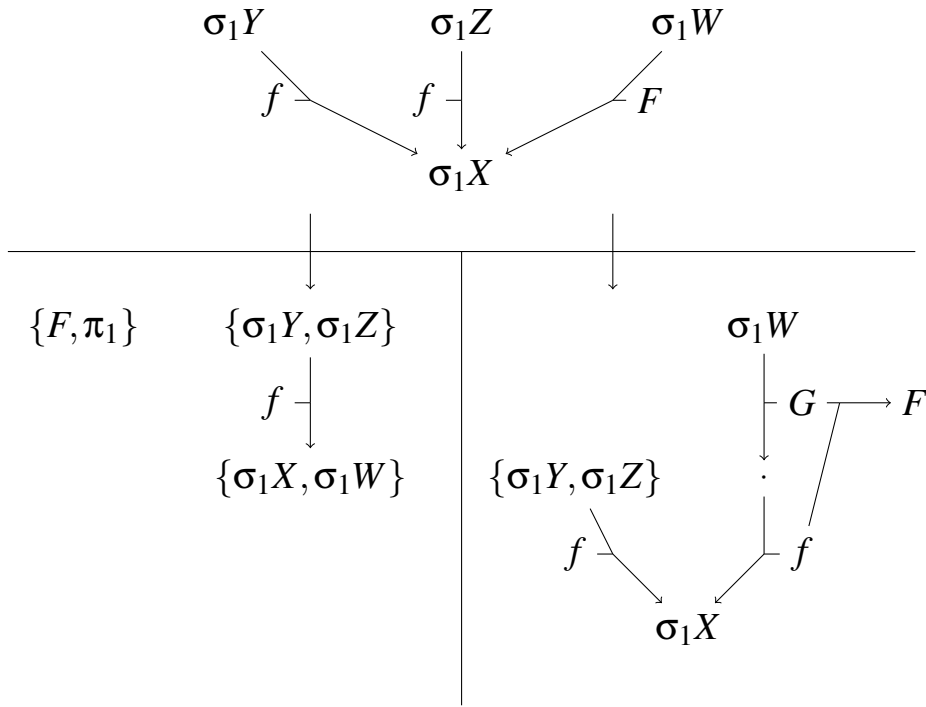 σ₁Y σ₁Z σ₁W
f f F
σ₁X
{F,π₁} {σ₁Y,σ₁Z} σ₁W
f G F
{σ₁X,σ₁W} {σ₁Y,σ₁Z} ·
f f
σ₁X